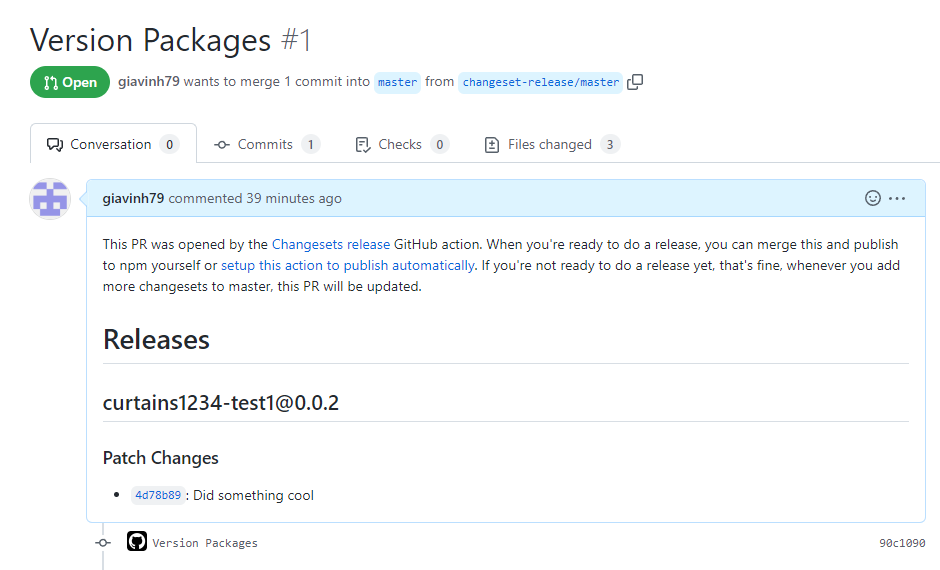 Version Packages #1
Open giavinh79 wants to merge 1 commit into master from changeset-release/master
Conversation 0 Commits 1 Checks 0 Files changed 3
giavinh79 commented 39 minutes ago
This PR was opened by the Changesets release GitHub action. When you're ready to do a release, you can merge this and publish
to npm yourself or setup this action to publish automatically. If you're not ready to do a release yet, that's fine, whenever you add
more changesets to master, this PR will be updated.
Releases
curtains1234-test1@0.0.2
Patch Changes
• 4d78b89: Did something cool
Version Packages 90c1090